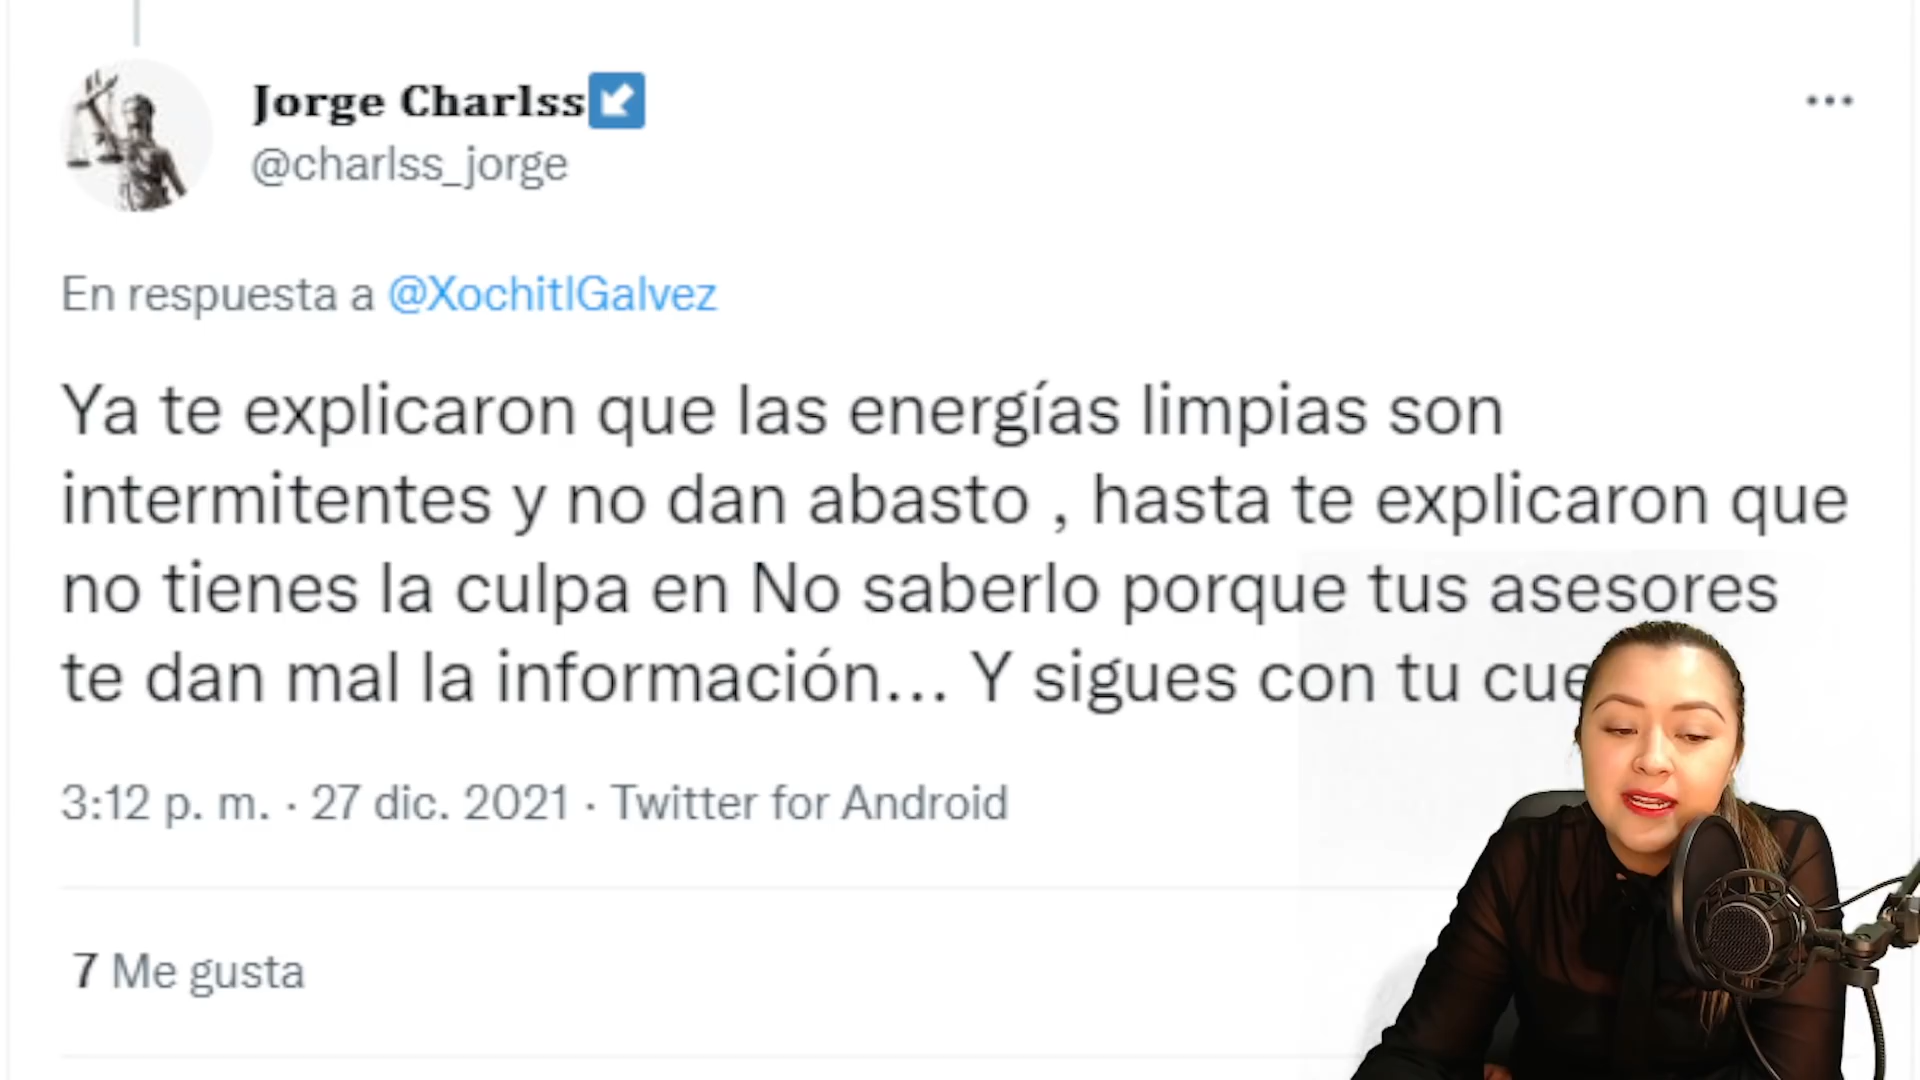 Jorge Charlss
@charlss_jorge
En respuesta a @XochitlGalvez
Ya te explicaron que las energías limpias son
intermitentes y no dan abasto , hasta te explicaron que
no tienes la culpa en No saberlo porque tus asesores
te dan mal la información... Y sigues con tu
3:12 p. m. · 27 dic. 2021 · Twitter for Android
7 Me gusta